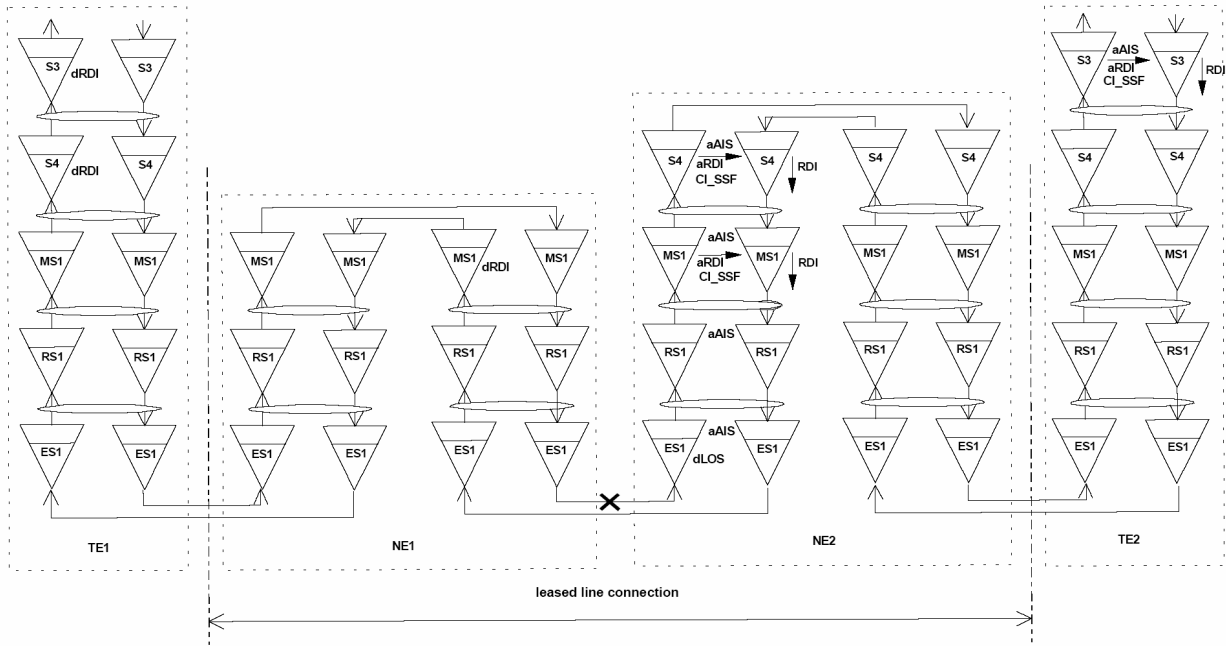 S3
dRDI
S3
S4
dRDI
S4
MS1
MS1
RS1
RS1
ES1
ES1
TE1
MS1
MS1
MS1
dRDI
MS1
RS1
RS1
RS1
RS1
ES1
ES1
ES1
ES1
NE1
S4
aAIS
aRDI
CI_SSF
S4
RDI
S4
S4
MS1
aAIS
aRDI
CI_SSF
MS1
RDI
MS1
MS1
RS1
aAIS
RS1
RS1
RS1
ES1
aAIS
dLOS
ES1
ES1
ES1
NE2
S3
aAIS
aRDI
CI_SSF
S3
RDI
S4
S4
MS1
MS1
RS1
RS1
ES1
ES1
TE2
leased line connection